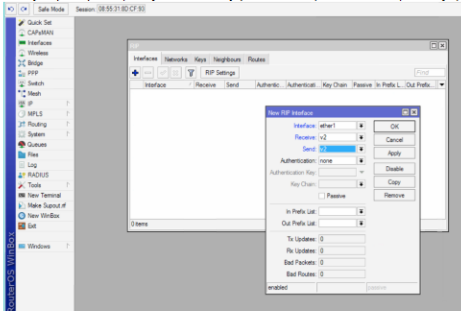 Safe Mode Session: 08:55:31:8D:CF:93
Quick Set
CAPsMAN
Interfaces
Wireless
Bridge
PPP
Switch
Mesh
IP
MPLS
Routing
System
Queues
Files
Log
RADIUS
Tools
New Terminal
Make Supout.rif
New WinBox
Exit
Windows
RouterOS WinBox
RIP
Interfaces Networks Keys Neighbours Routes
RIP Settings Find
Interface Receive Send Authentic... Authenticati... Key Chain Passive In Prefix L... Out Prefix...
0 items
New RIP Interface
Interface: ether1 OK
Receive: v2 Cancel
Send: v2 Apply
Authentication: none
Authentication Key: Disable
Key Chain: Copy
Passive Remove
In Prefix List:
Out Prefix List:
Tx Updates: 0
Rx Updates: 0
Bad Packets: 0
Bad Routes: 0
enabled passive